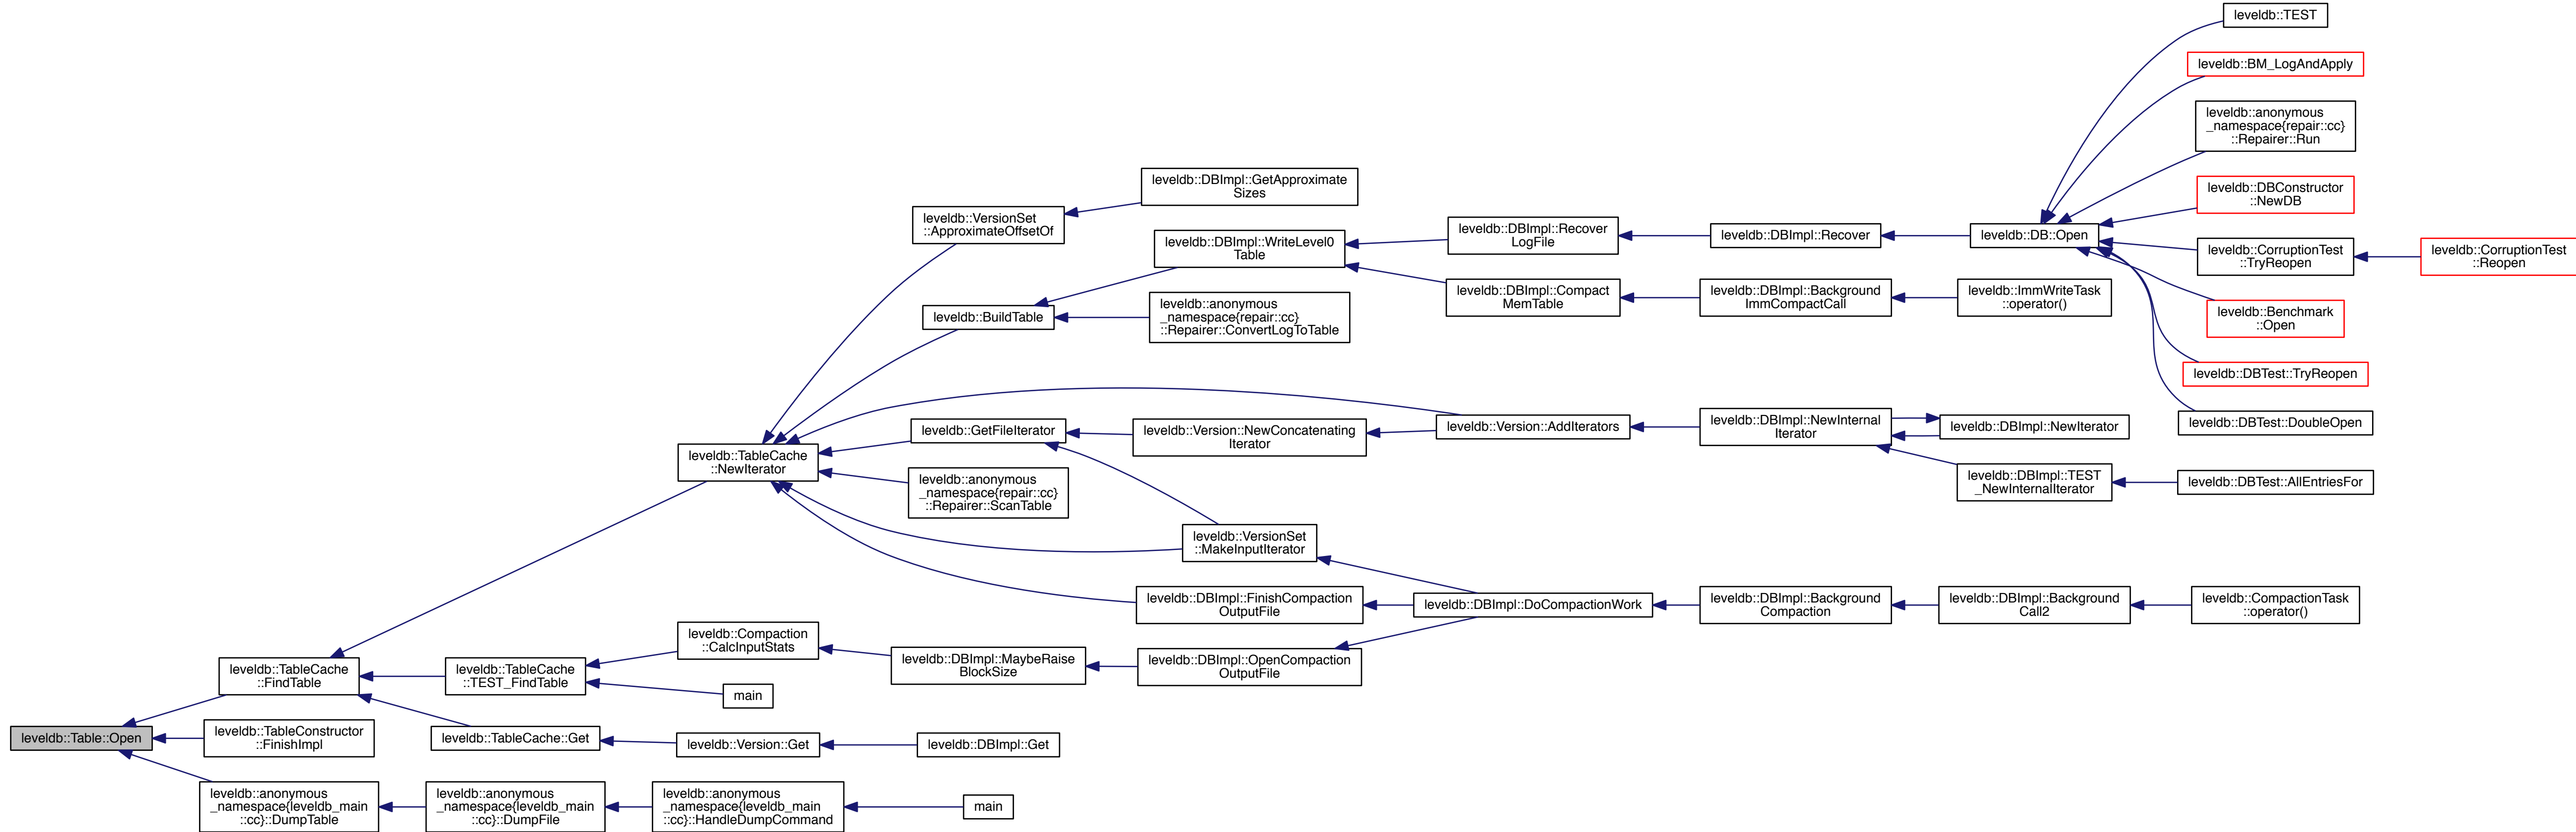 leveldb::TEST
leveldb::BM_LogAndApply
leveldb::anonymous
_namespace{repair::cc}
::Repairer::Run
leveldb::DBImpl::GetApproximate
Sizes
leveldb::DBConstructor
::NewDB
leveldb::VersionSet
::ApproximateOffsetOf
leveldb::DBImpl::WriteLevel0
Table
leveldb::DBImpl::Recover
LogFile
leveldb::DBImpl::Recover
leveldb::DB::Open
leveldb::CorruptionTest
::TryReopen
leveldb::CorruptionTest
::Reopen
leveldb::BuildTable
leveldb::anonymous
_namespace{repair::cc}
::Repairer::ConvertLogToTable
leveldb::DBImpl::Compact
MemTable
leveldb::DBImpl::Background
ImmCompactCall
leveldb::ImmWriteTask
::operator()
leveldb::Benchmark
::Open
leveldb::DBTest::TryReopen
leveldb::DBTest::DoubleOpen
leveldb::TableCache
::NewIterator
leveldb::GetFileIterator
leveldb::Version::NewConcatenating
Iterator
leveldb::Version::AddIterators
leveldb::DBImpl::NewInternal
Iterator
leveldb::DBImpl::NewIterator
leveldb::anonymous
_namespace{repair::cc}
::Repairer::ScanTable
leveldb::DBImpl::TEST
_NewInternalIterator
leveldb::DBTest::AllEntriesFor
leveldb::VersionSet
::MakeInputIterator
leveldb::DBImpl::FinishCompaction
OutputFile
leveldb::DBImpl::DoCompactionWork
leveldb::DBImpl::Background
Compaction
leveldb::DBImpl::Background
Call2
leveldb::CompactionTask
::operator()
leveldb::TableCache
::FindTable
leveldb::TableCache
::TEST_FindTable
leveldb::Compaction
::CalcInputStats
leveldb::DBImpl::MaybeRaise
BlockSize
leveldb::DBImpl::OpenCompaction
OutputFile
main
leveldb::Table::Open
leveldb::TableConstructor
::FinishImpl
leveldb::TableCache::Get
leveldb::Version::Get
leveldb::DBImpl::Get
leveldb::anonymous
_namespace{leveldb_main
::cc}::DumpTable
leveldb::anonymous
_namespace{leveldb_main
::cc}::DumpFile
leveldb::anonymous
_namespace{leveldb_main
::cc}::HandleDumpCommand
main